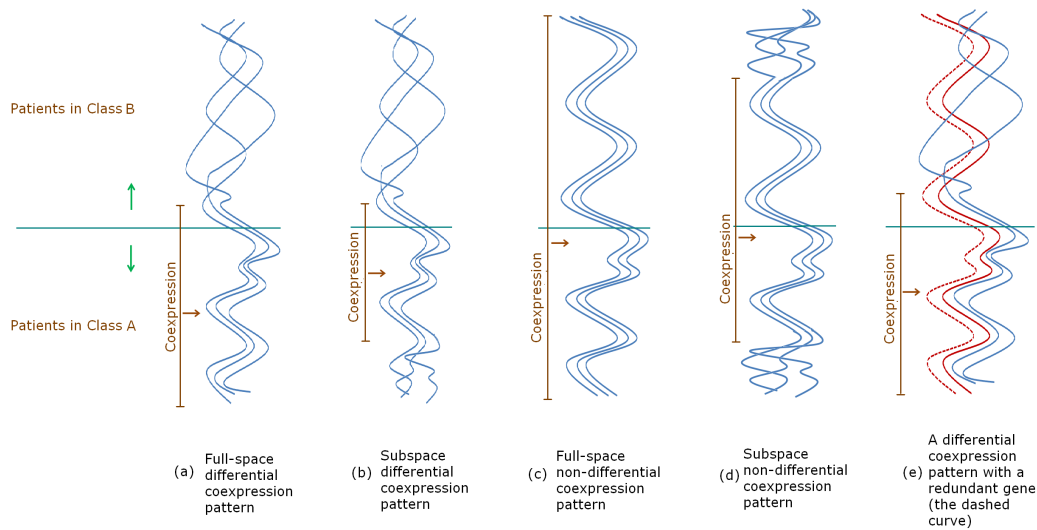 Patients in Class B
Patients in Class A
Coexpression
Coexpression
Coexpression
Coexpression
Coexpression
(a) Full-space
differential
coexpression
pattern
(b) Subspace
differential
coexpression
pattern
(c) Full-space
non-differential
coexpression
pattern
(d) Subspace
non-differential
coexpression
pattern
(e) A differential
coexpression
pattern with a
redundant gene
(the dashed
curve)